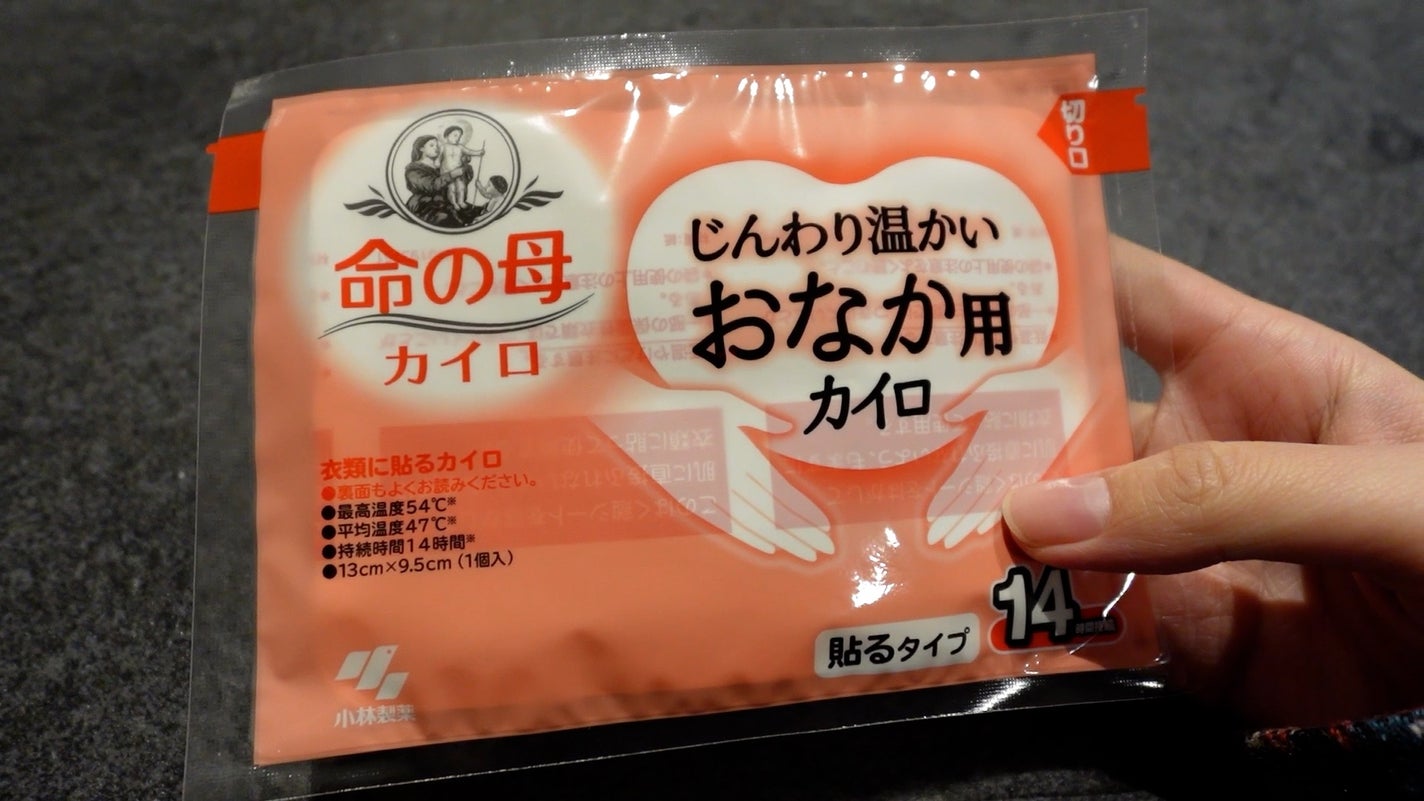 切り口
命の母
カイロ
じんわり温かい
おなか用
カイロ
衣類に貼るカイロ
●裏面もよくお読みください。
●最高温度54℃※
●平均温度47℃※
●持続時間14時間※
●13cm×9.5cm（1個入）
貼るタイプ
14
小林製薬